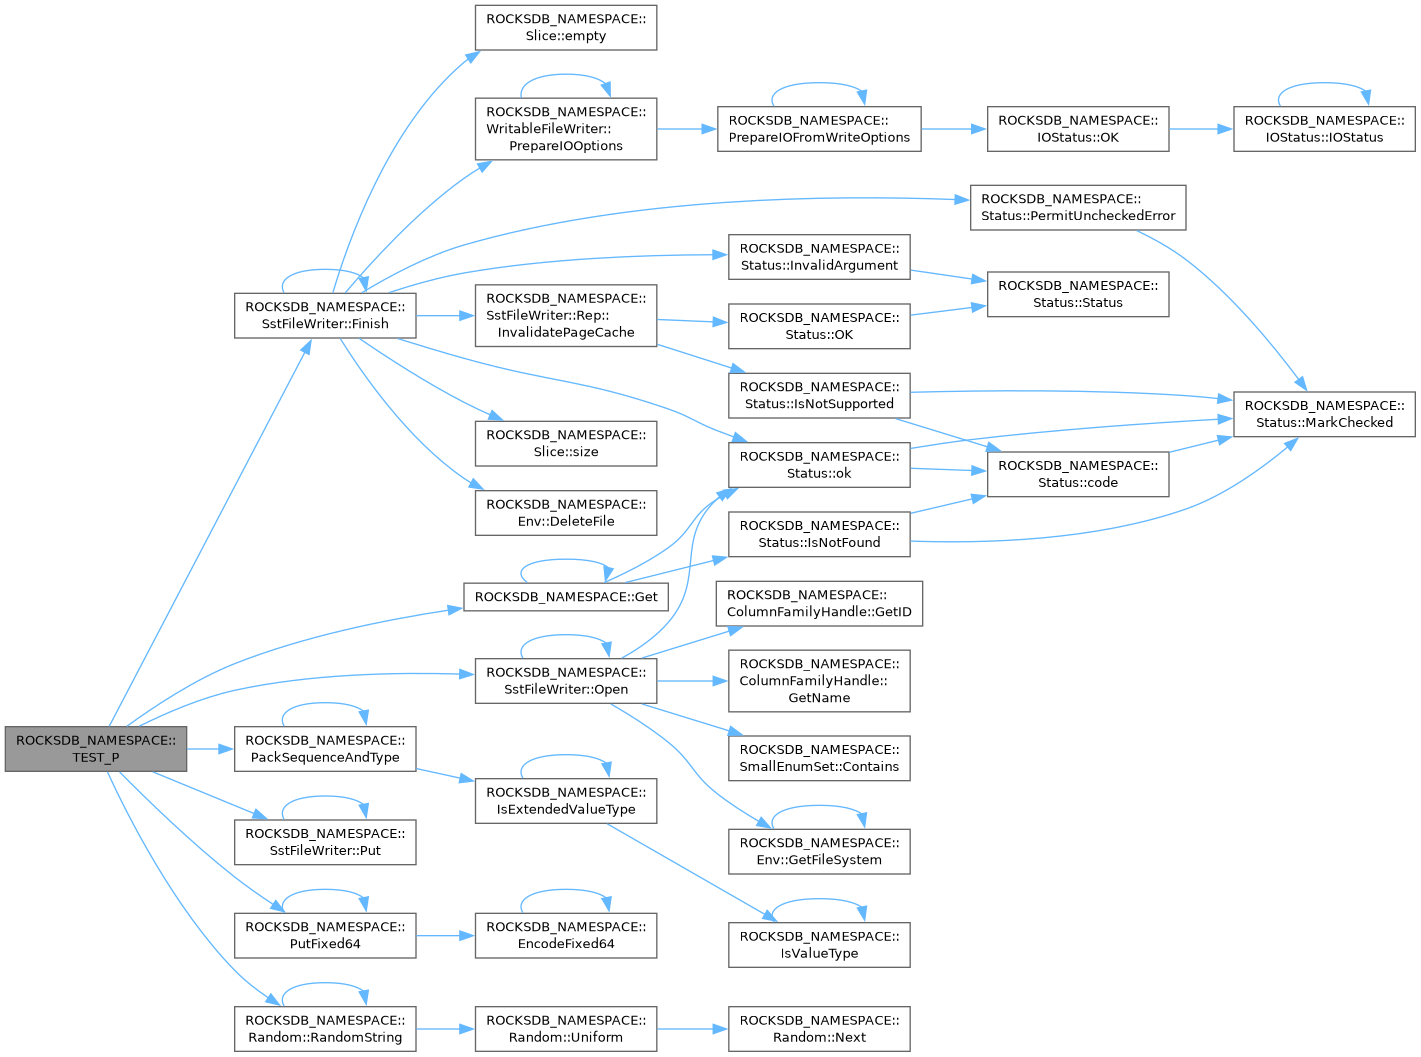 ROCKSDB_NAMESPACE::
TEST_P
ROCKSDB_NAMESPACE::
SstFileWriter::Finish
ROCKSDB_NAMESPACE::
Slice::empty
ROCKSDB_NAMESPACE::
WritableFileWriter::
PrepareIOOptions
ROCKSDB_NAMESPACE::
PrepareIOFromWriteOptions
ROCKSDB_NAMESPACE::
IOStatus::OK
ROCKSDB_NAMESPACE::
IOStatus::IOStatus
ROCKSDB_NAMESPACE::
Status::PermitUncheckedError
ROCKSDB_NAMESPACE::
Status::InvalidArgument
ROCKSDB_NAMESPACE::
Status::Status
ROCKSDB_NAMESPACE::
SstFileWriter::Rep::
InvalidatePageCache
ROCKSDB_NAMESPACE::
Status::OK
ROCKSDB_NAMESPACE::
Status::IsNotSupported
ROCKSDB_NAMESPACE::
Status::MarkChecked
ROCKSDB_NAMESPACE::
Slice::size
ROCKSDB_NAMESPACE::
Status::ok
ROCKSDB_NAMESPACE::
Status::code
ROCKSDB_NAMESPACE::
Env::DeleteFile
ROCKSDB_NAMESPACE::
Status::IsNotFound
ROCKSDB_NAMESPACE::Get
ROCKSDB_NAMESPACE::
ColumnFamilyHandle::GetID
ROCKSDB_NAMESPACE::
SstFileWriter::Open
ROCKSDB_NAMESPACE::
ColumnFamilyHandle::
GetName
ROCKSDB_NAMESPACE::
SmallEnumSet::Contains
ROCKSDB_NAMESPACE::
PackSequenceAndType
ROCKSDB_NAMESPACE::
IsExtendedValueType
ROCKSDB_NAMESPACE::
Env::GetFileSystem
ROCKSDB_NAMESPACE::
SstFileWriter::Put
ROCKSDB_NAMESPACE::
PutFixed64
ROCKSDB_NAMESPACE::
EncodeFixed64
ROCKSDB_NAMESPACE::
IsValueType
ROCKSDB_NAMESPACE::
Random::RandomString
ROCKSDB_NAMESPACE::
Random::Uniform
ROCKSDB_NAMESPACE::
Random::Next